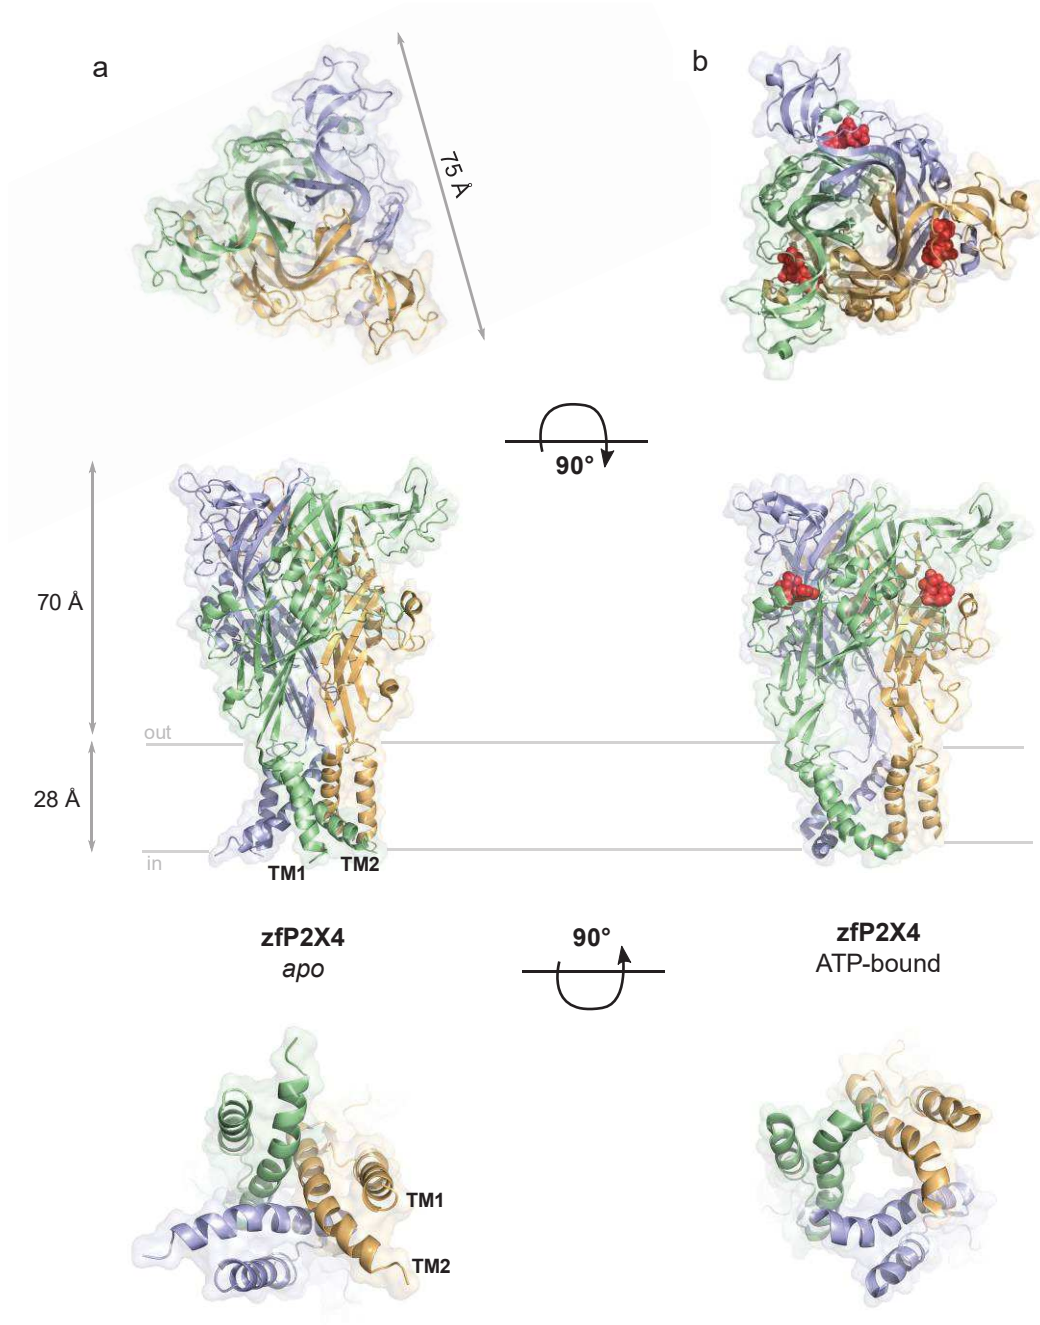 a
b
75 Å
90°
70 Å
out
28 Å
in
TM1
TM2
zfP2X4
apo
90°
zfP2X4
ATP-bound
TM1
TM2